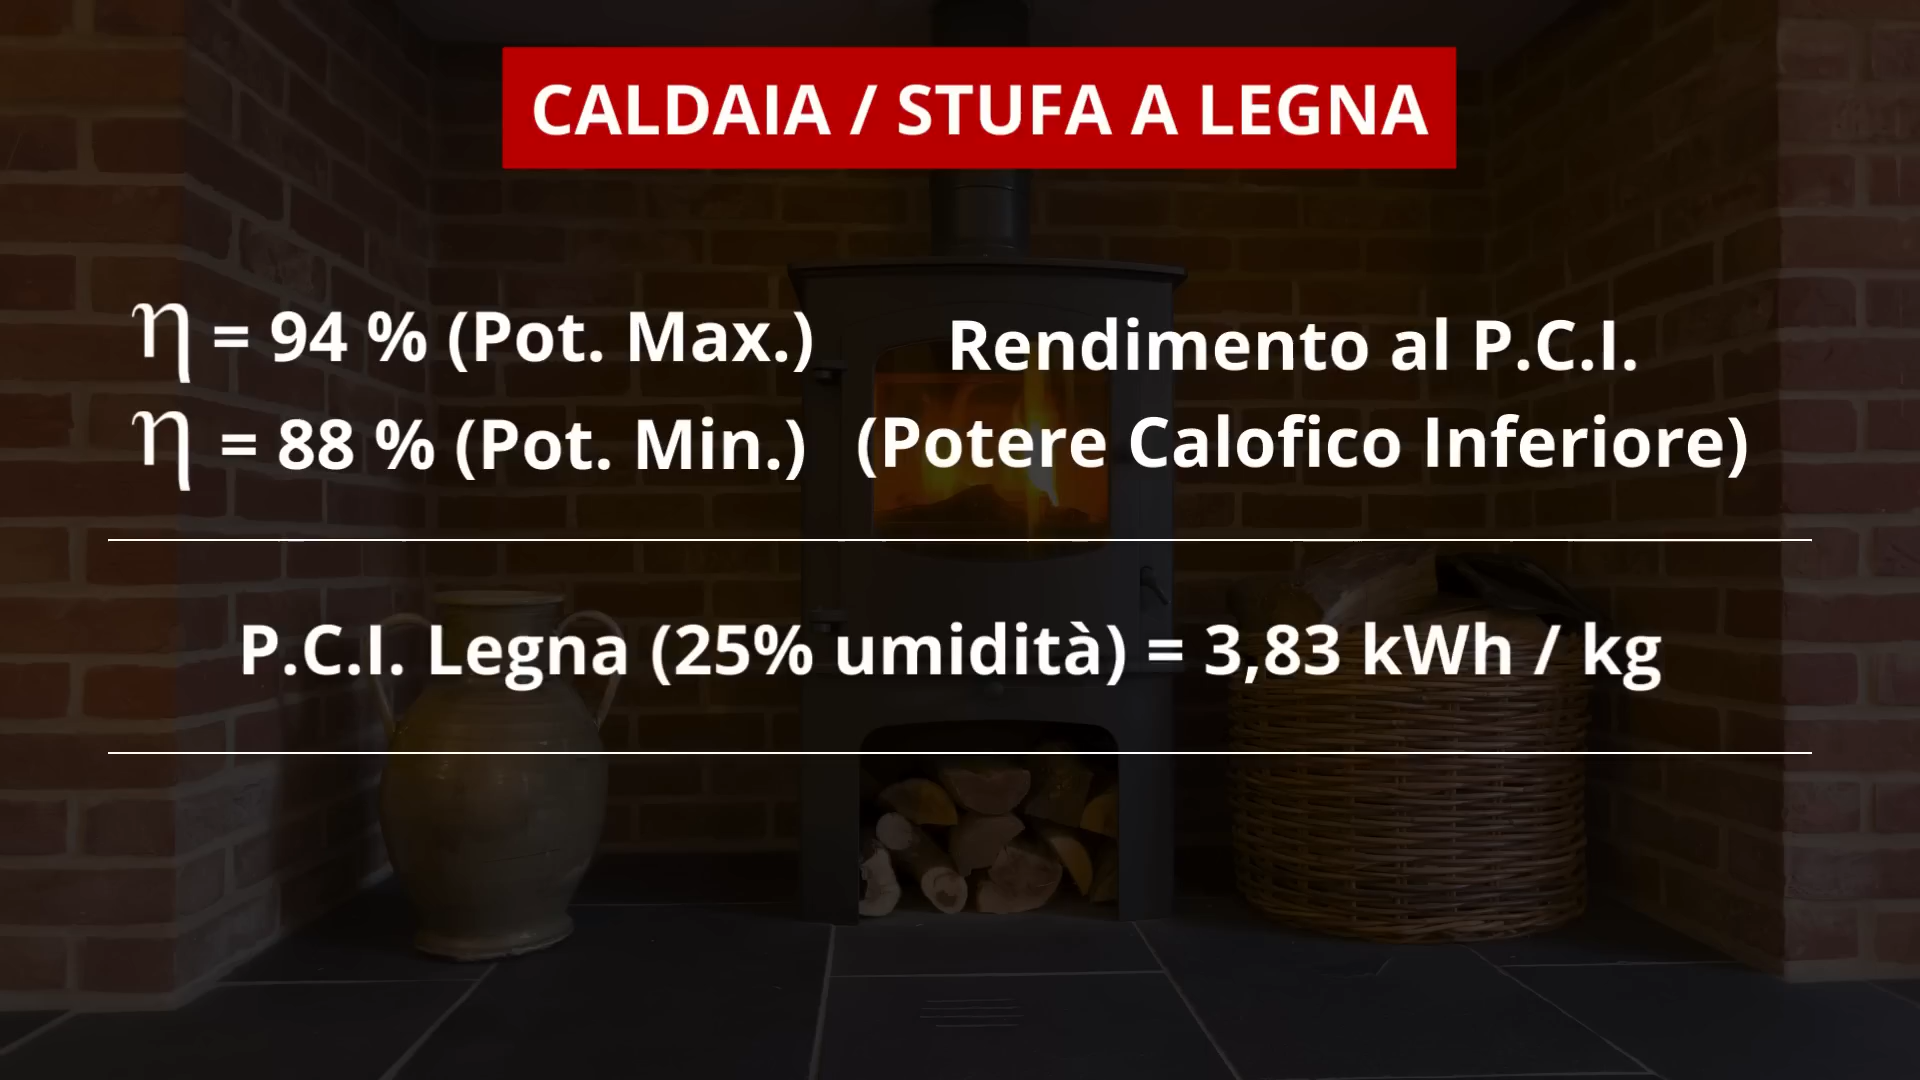 CALDAIA / STUFA A LEGNA
η = 94 % (Pot. Max.)
η = 88 % (Pot. Min.)
Rendimento al P.C.I.
(Potere Calofico Inferiore)
P.C.I. Legna (25% umidità) = 3,83 kWh / kg